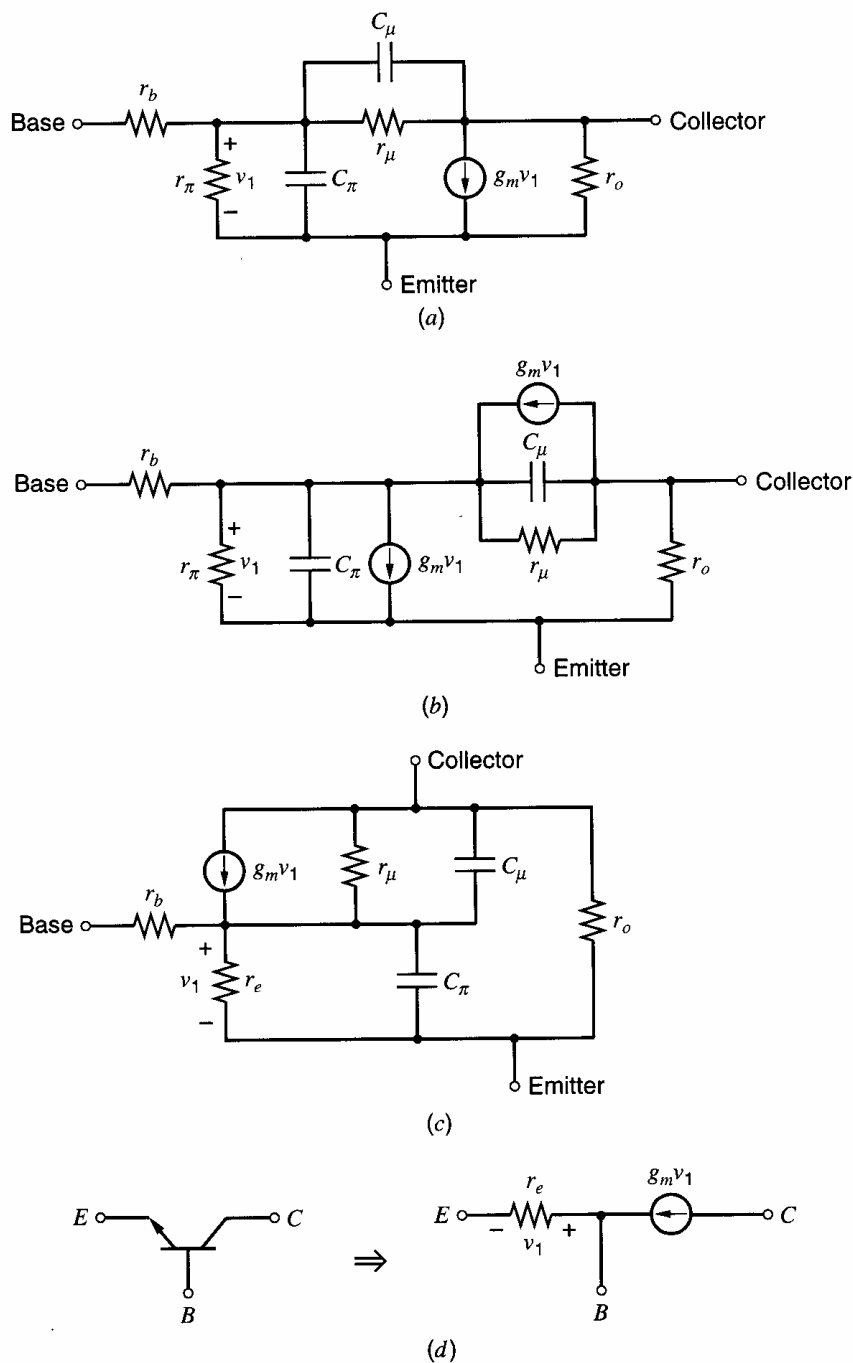 C_μ
r_b
Base
Collector
+
r_μ
r_π
v_1
C_π
g_m v_1
r_o
−
Emitter
(a)
g_m v_1
r_b
C_μ
Base
Collector
+
r_π
v_1
C_π
g_m v_1
r_μ
r_o
−
Emitter
(b)
Collector
g_m v_1
r_μ
C_μ
r_b
Base
r_o
+
v_1
r_e
C_π
−
Emitter
(c)
g_m v_1
r_e
E
C
E
−
+
C
v_1
⇒
B
B
(d)